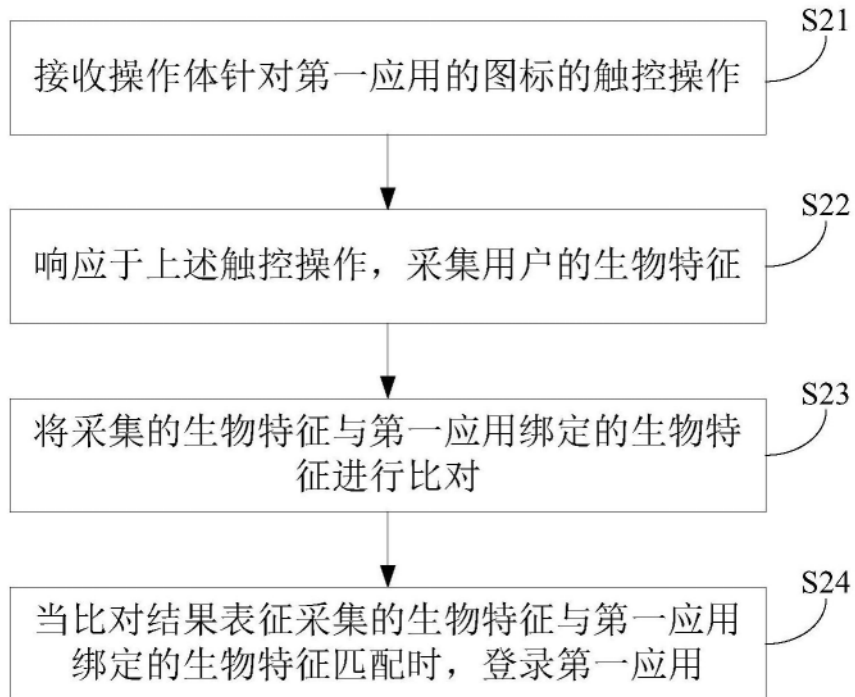 S21
接收操作体针对第一应用的图标的触控操作
S22
响应于上述触控操作，采集用户的生物特征
S23
将采集的生物特征与第一应用绑定的生物特
征进行比对
S24
当比对结果表征采集的生物特征与第一应用
绑定的生物特征匹配时，登录第一应用